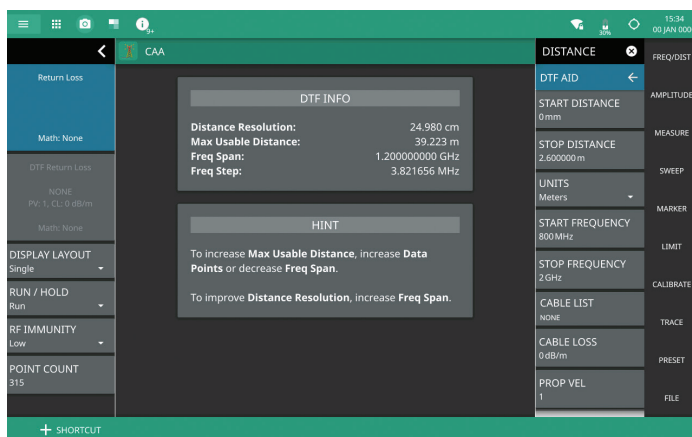 9+
30%
15:34
00 JAN 000
CAA
DISTANCE
FREQ/DIST
Return Loss
Math: None
DTF Return Loss
NONE
PV: 1, CL: 0 dB/m
Math: None
DISPLAY LAYOUT
Single
RUN / HOLD
Run
RF IMMUNITY
Low
POINT COUNT
315
DTF INFO
Distance Resolution: 24.980 cm
Max Usable Distance: 39.223 m
Freq Span: 1.200000000 GHz
Freq Step: 3.821656 MHz
HINT
To increase Max Usable Distance, increase Data
Points or decrease Freq Span.
To improve Distance Resolution, increase Freq Span.
DTF AID
START DISTANCE
0 mm
STOP DISTANCE
2.600000 m
UNITS
Meters
START FREQUENCY
800 MHz
STOP FREQUENCY
2 GHz
CABLE LIST
NONE
CABLE LOSS
0 dB/m
PROP VEL
1
AMPLITUDE
MEASURE
SWEEP
MARKER
LIMIT
CALIBRATE
TRACE
PRESET
FILE
+ SHORTCUT